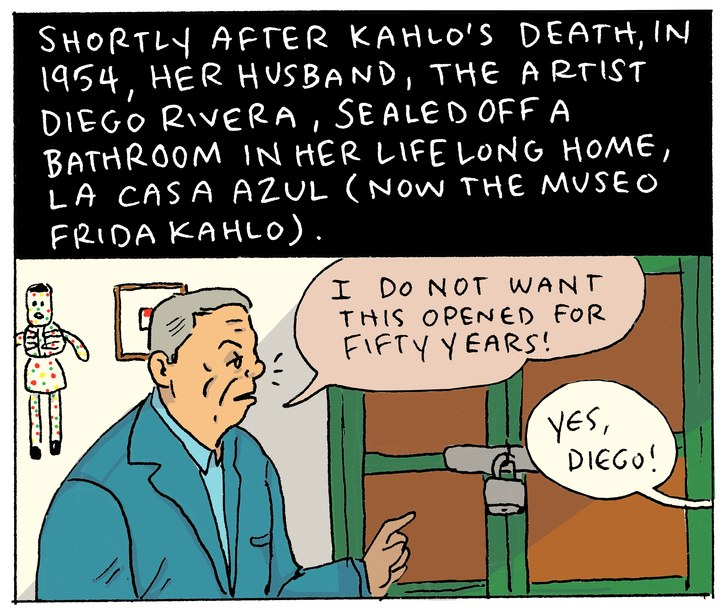 SHORTLY AFTER KAHLO'S DEATH, IN
1954, HER HUSBAND, THE ARTIST
DIEGO RIVERA, SEALED OFF A
BATHROOM IN HER LIFELONG HOME,
LA CASA AZUL (NOW THE MUSEO
FRIDA KAHLO).
I DO NOT WANT
THIS OPENED FOR
FIFTY YEARS!
YES,
DIEGO!